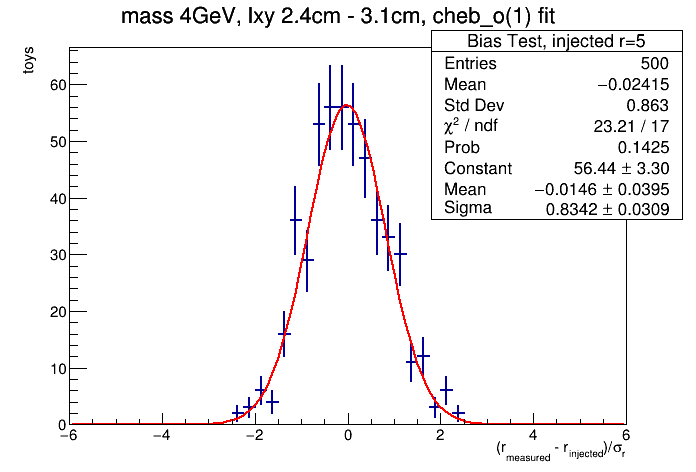 mass 4GeV, lxy 2.4cm - 3.1cm, cheb_o(1) fit
toys
Bias Test, injected r=5
Entries 500
Mean −0.02415
Std Dev 0.863
χ² / ndf 23.21 / 17
Prob 0.1425
Constant 56.44 ± 3.30
Mean −0.0146 ± 0.0395
Sigma 0.8342 ± 0.0309
60
50
40
30
20
10
0
−6 −4 −2 0 2 4 6
(r_measured - r_injected)/σ_r